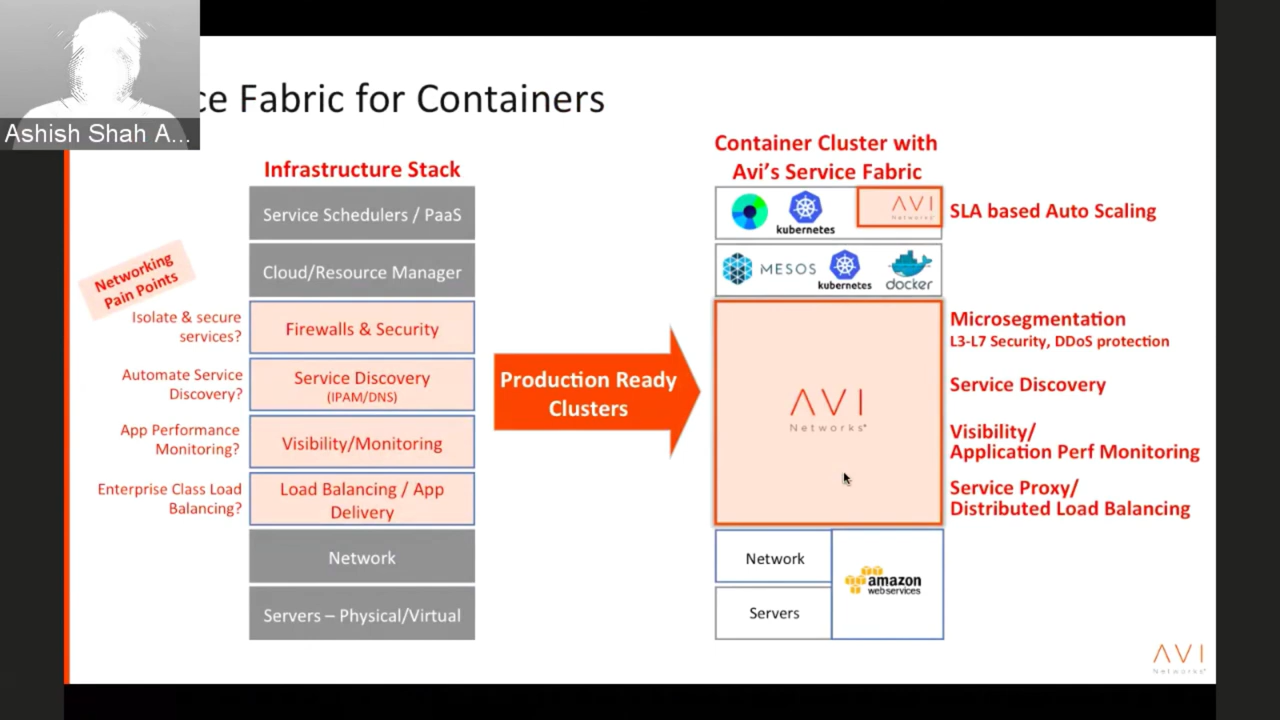 Ashish Shah A...
ce Fabric for Containers
Infrastructure Stack
Service Schedulers / PaaS
Cloud/Resource Manager
Networking
Pain Points
Isolate & secure
services?
Firewalls & Security
Automate Service
Discovery?
Service Discovery
(IPAM/DNS)
App Performance
Monitoring?
Visibility/Monitoring
Enterprise Class Load
Balancing?
Load Balancing / App
Delivery
Network
Servers – Physical/Virtual
Production Ready
Clusters
Container Cluster with
Avi's Service Fabric
kubernetes
AVI
Networks
SLA based Auto Scaling
MESOS
kubernetes
docker
AVI
Networks
Microsegmentation
L3-L7 Security, DDoS protection
Service Discovery
Visibility/
Application Perf Monitoring
Service Proxy/
Distributed Load Balancing
Network
Servers
amazon
webservices
AVI
Networks